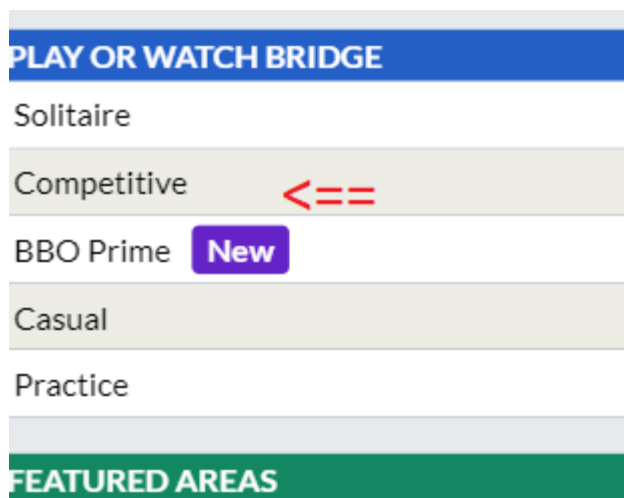 PLAY OR WATCH BRIDGE
Solitaire
Competitive <==
BBO Prime New
Casual
Practice
FEATURED AREAS